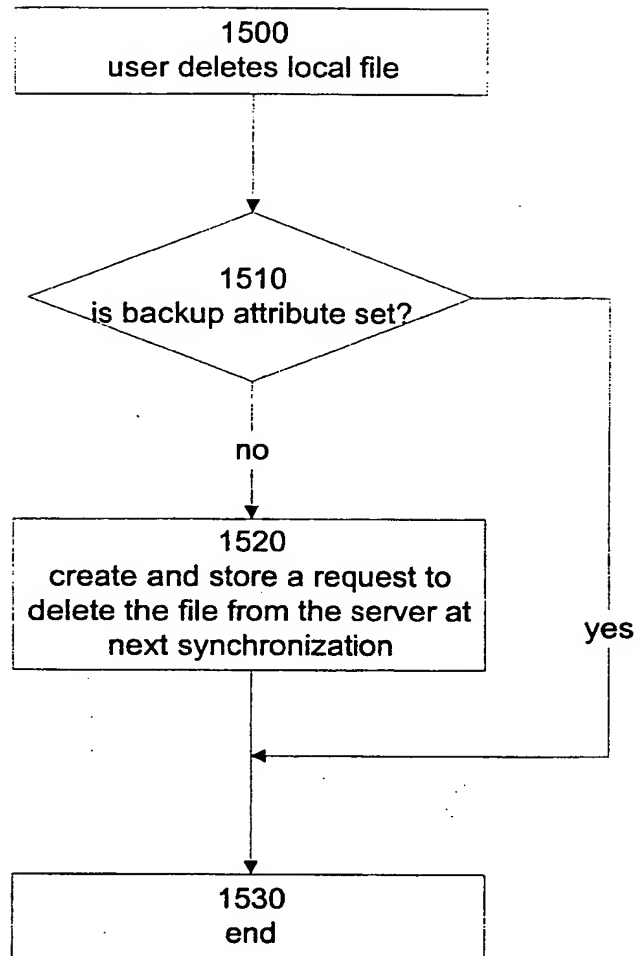 1500
user deletes local file
1510
is backup attribute set?
no
1520
create and store a request to
delete the file from the server at
next synchronization
yes
1530
end